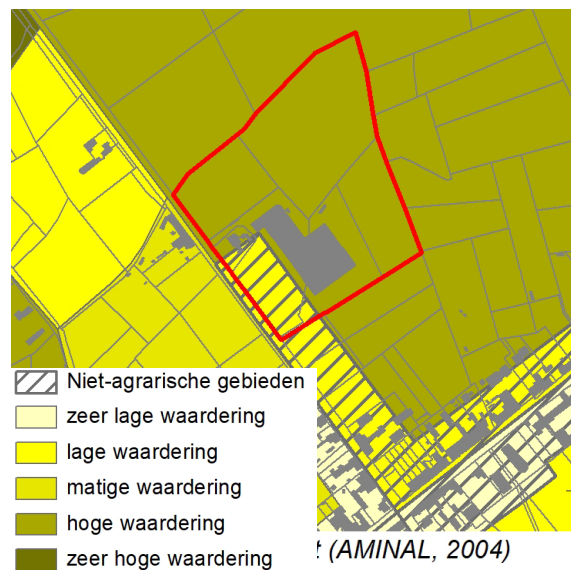 Niet-agrarische gebieden
zeer lage waardering
lage waardering
matige waardering
hoge waardering
zeer hoge waardering
(AMINAL, 2004)